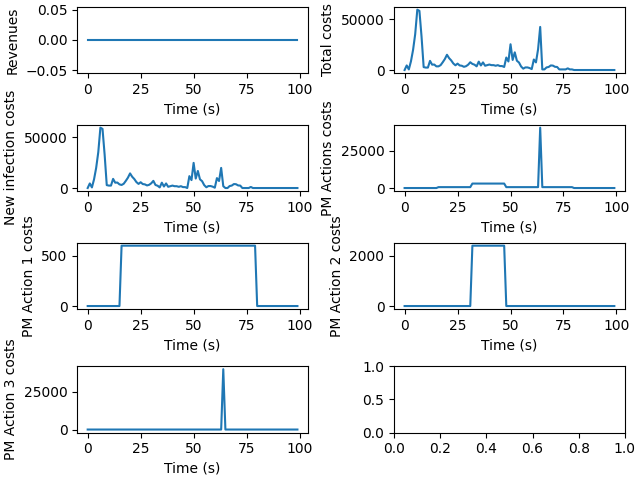 Revenues
0.05
0.00
−0.05
0 25 50 75 100
Time (s)
Total costs
50000
0
0 25 50 75 100
Time (s)
New infection costs
50000
0
0 25 50 75 100
Time (s)
PM Actions costs
25000
0
0 25 50 75 100
Time (s)
PM Action 1 costs
500
0
0 25 50 75 100
Time (s)
PM Action 2 costs
2000
0
0 25 50 75 100
Time (s)
PM Action 3 costs
25000
0
0 25 50 75 100
Time (s)
1.0
0.5
0.0
0.0 0.2 0.4 0.6 0.8 1.0